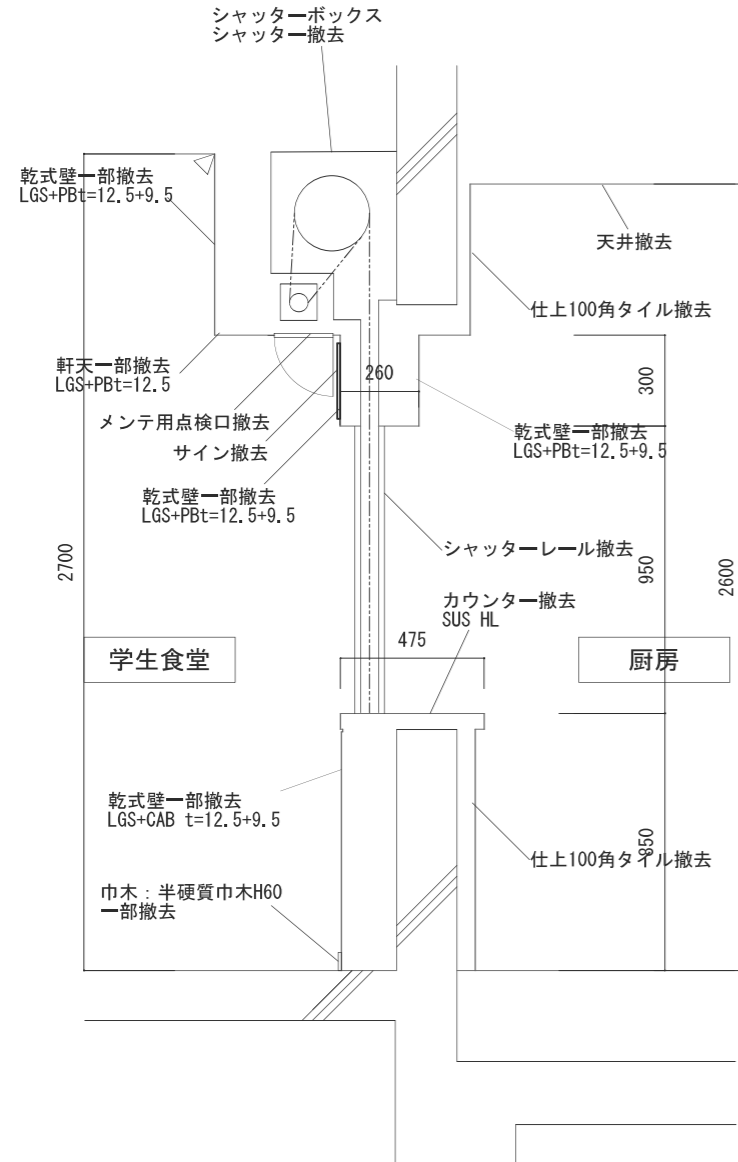 シャッターボックス
シャッター撤去
乾式壁一部撤去
LGS+PBt=12.5+9.5
天井撤去
仕上100角タイル撤去
軒天一部撤去
LGS+PBt=12.5
260
300
メンテ用点検口撤去
サイン撤去
乾式壁一部撤去
LGS+PBt=12.5+9.5
乾式壁一部撤去
LGS+PBt=12.5+9.5
シャッターレール撤去
2700
950
2600
カウンター撤去
SUS HL
475
学生食堂
厨房
乾式壁一部撤去
LGS+CAB t=12.5+9.5
850
仕上100角タイル撤去
巾木：半硬質巾木H60
一部撤去